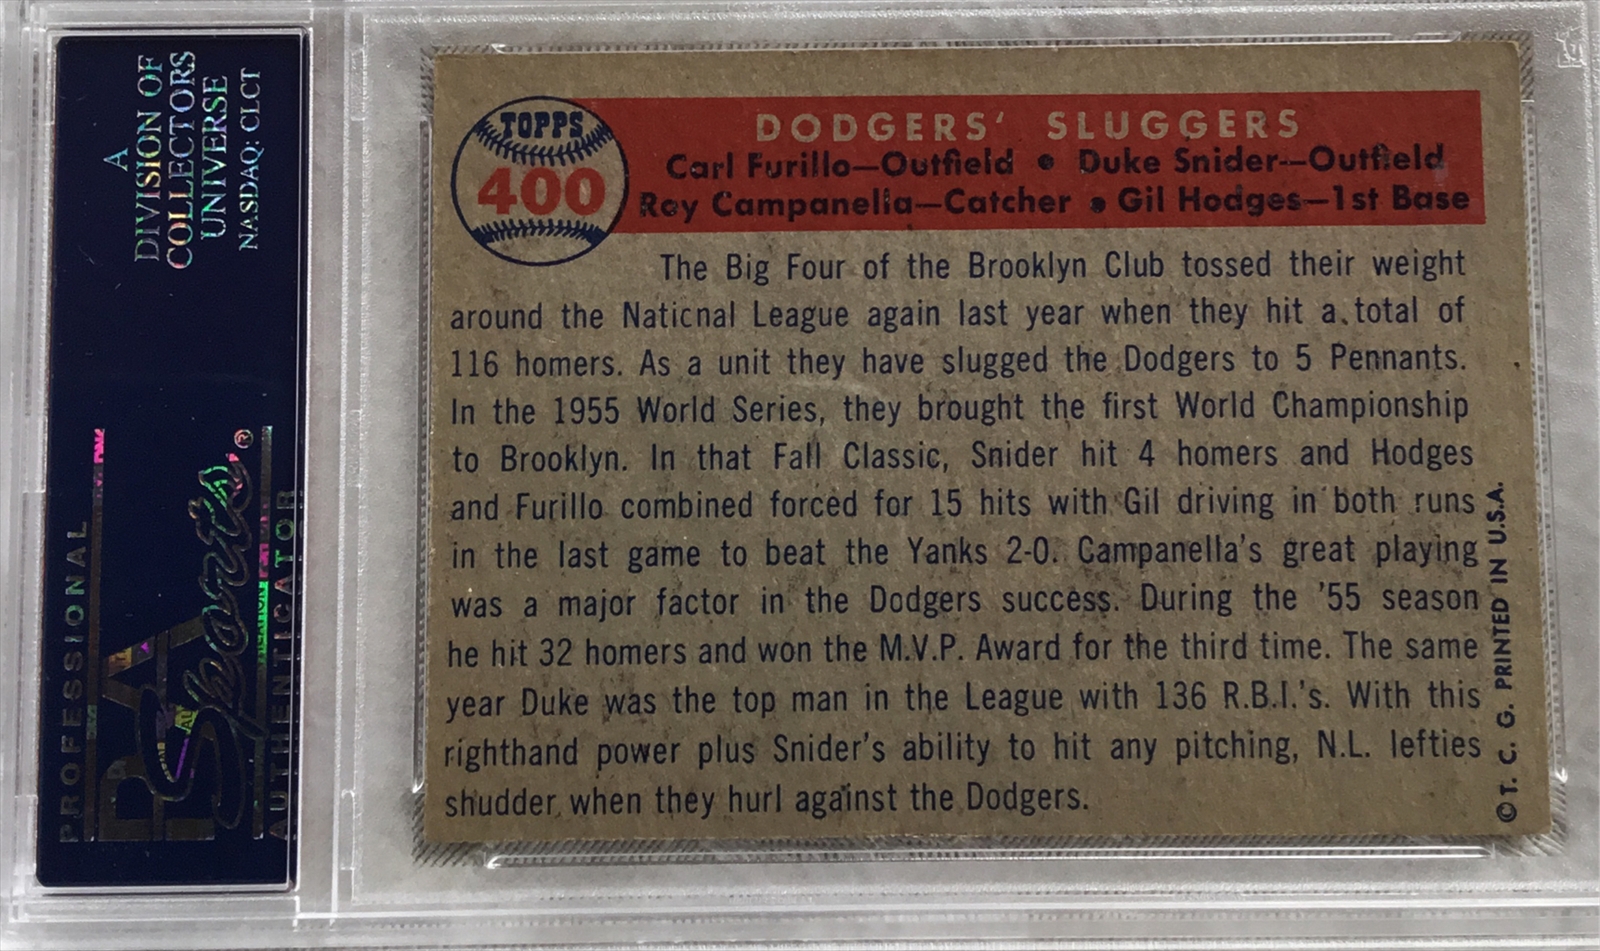 A
DIVISION OF
COLLECTORS
UNIVERSE
NASDAQ: CLCT
PROFESSIONAL
PSA
Sports®
AUTHENTICATOR
TOPPS
400
DODGERS' SLUGGERS
Carl Furillo—Outfield • Duke Snider—Outfield
Roy Campanella—Catcher • Gil Hodges—1st Base
The Big Four of the Brooklyn Club tossed their weight
around the National League again last year when they hit a total of
116 homers. As a unit they have slugged the Dodgers to 5 Pennants.
In the 1955 World Series, they brought the first World Championship
to Brooklyn. In that Fall Classic, Snider hit 4 homers and Hodges
and Furillo combined forced for 15 hits with Gil driving in both runs
in the last game to beat the Yanks 2-0. Campanella's great playing
was a major factor in the Dodgers success. During the '55 season
he hit 32 homers and won the M.V.P. Award for the third time. The same
year Duke was the top man in the League with 136 R.B.I.'s. With this
righthand power plus Snider's ability to hit any pitching, N.L. lefties
shudder when they hurl against the Dodgers.
© T. C. G. PRINTED IN U.S.A.